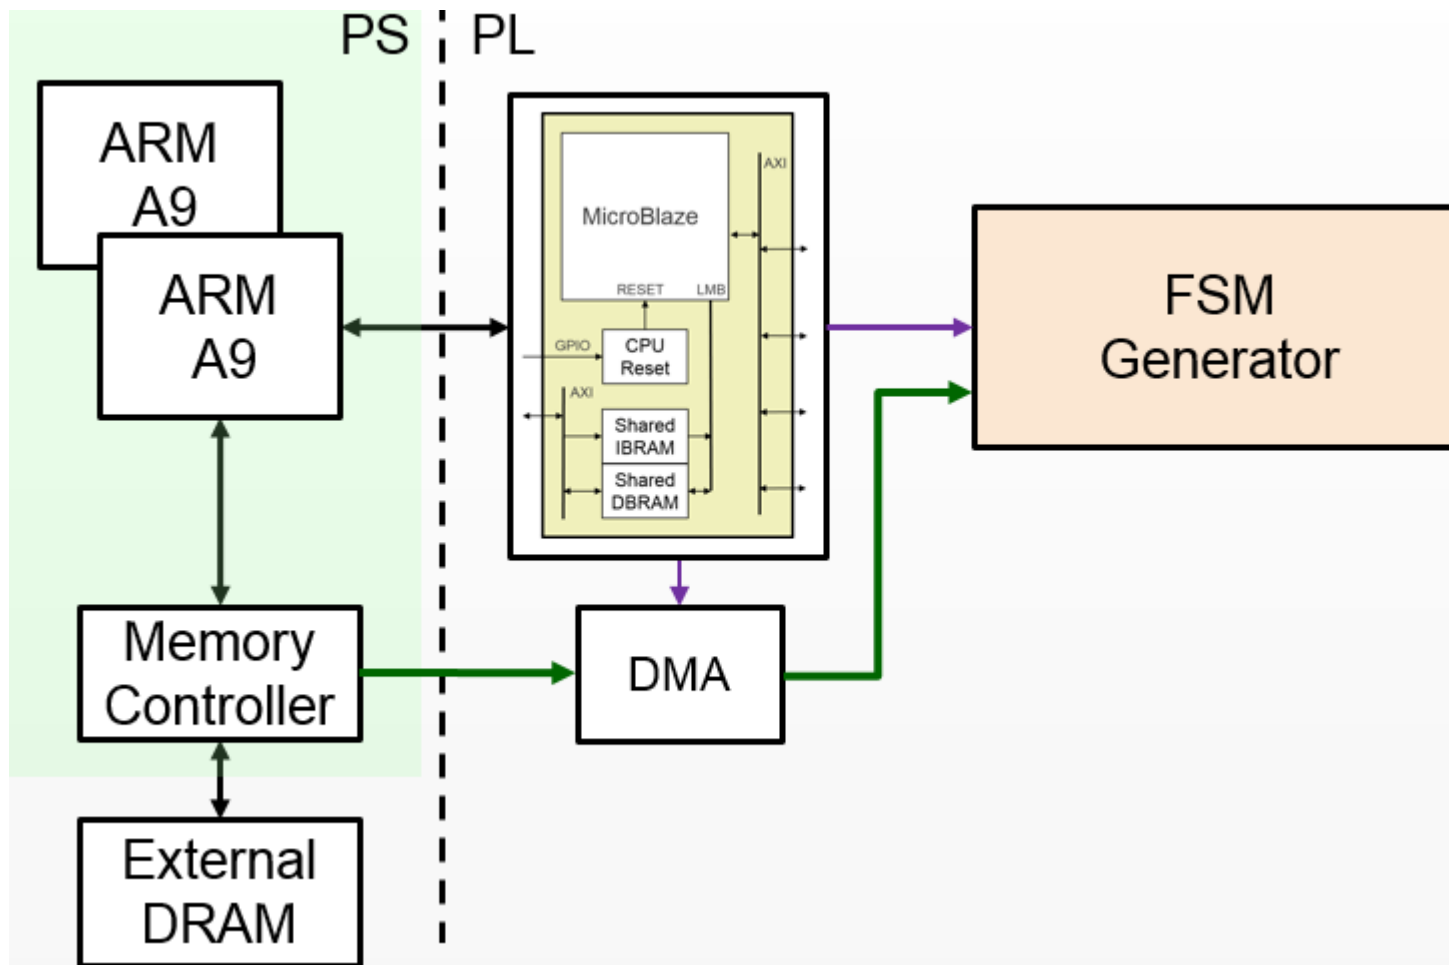 PS
PL
ARM
A9
ARM
A9
MicroBlaze
AXI
RESET
LMB
GPIO
CPU
Reset
AXI
Shared
IBRAM
Shared
DBRAM
FSM
Generator
Memory
Controller
DMA
External
DRAM